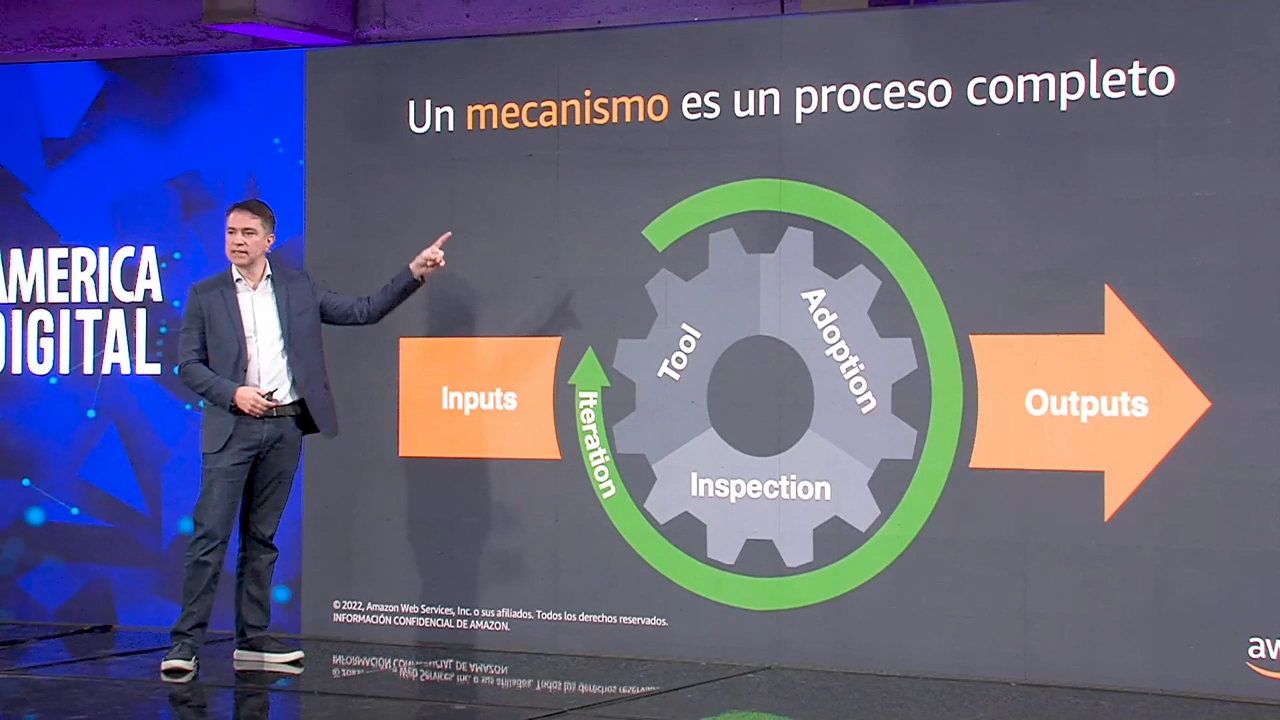 Un mecanismo es un proceso completo
AMERICA
DIGITAL
Inputs
Iteration
Tool
Adoption
Inspection
Outputs
© 2022, Amazon Web Services, Inc. o sus afiliados. Todos los derechos reservados.
INFORMACIÓN CONFIDENCIAL DE AMAZON.
aw